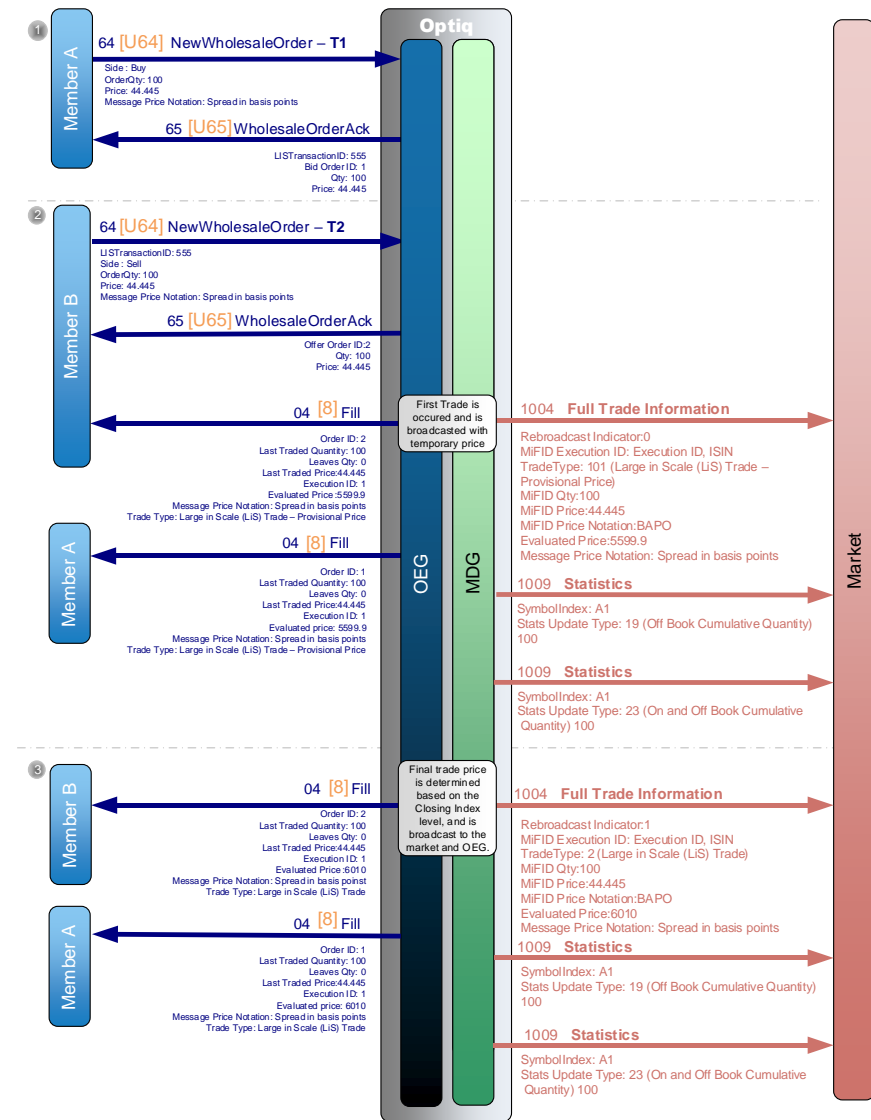 Optiq
1
Member A
64 [U64] NewWholesaleOrder – T1
Side : Buy
OrderQty: 100
Price: 44.445
Message Price Notation: Spread in basis points
65 [U65] WholesaleOrderAck
LISTransactionID: 555
Bid Order ID: 1
Qty: 100
Price: 44.445
2
Member B
64 [U64] NewWholesaleOrder – T2
LISTransactionID: 555
Side : Sell
OrderQty: 100
Price: 44.445
Message Price Notation: Spread in basis points
65 [U65] WholesaleOrderAck
Offer Order ID:2
Qty: 100
Price: 44.445
04 [8] Fill
Order ID: 2
Last Traded Quantity: 100
Leaves Qty: 0
Last Traded Price:44.445
Execution ID: 1
Evaluated Price :5599.9
Message Price Notation: Spread in basis points
Trade Type: Large in Scale (LiS) Trade – Provisional Price
First Trade is
occured and is
broadcasted with
temporary price
1004 Full Trade Information
Rebroadcast Indicator:0
MiFID Execution ID: Execution ID, ISIN
TradeType: 101 (Large in Scale (LiS) Trade –
Provisional Price)
MiFID Qty:100
MiFID Price:44.445
MiFID Price Notation:BAPO
Evaluated Price:5599.9
Message Price Notation: Spread in basis points
Member A
04 [8] Fill
Order ID: 1
Last Traded Quantity: 100
Leaves Qty: 0
Last Traded Price:44.445
Execution ID: 1
Evaluated price: 5599.9
Message Price Notation: Spread in basis points
Trade Type: Large in Scale (LiS) Trade – Provisional Price
OEG
MDG
Market
1009 Statistics
SymbolIndex: A1
Stats Update Type: 19 (Off Book Cumulative Quantity)
100
1009 Statistics
SymbolIndex: A1
Stats Update Type: 23 (On and Off Book Cumulative
Quantity) 100
3
Member B
04 [8] Fill
Order ID: 2
Last Traded Quantity: 100
Leaves Qty: 0
Last Traded Price:44.445
Execution ID: 1
Evaluated Price :6010
Message Price Notation: Spread in basis poinst
Trade Type: Large in Scale (LiS) Trade
Final trade price
is determined
based on the
Closing Index
level, and is
broadcast to the
market and OEG.
1004 Full Trade Information
Rebroadcast Indicator:1
MiFID Execution ID: Execution ID, ISIN
TradeType: 2 (Large in Scale (LiS) Trade)
MiFID Qty:100
MiFID Price:44.445
MiFID Price Notation:BAPO
Evaluated Price:6010
Message Price Notation: Spread in basis points
Member A
04 [8] Fill
Order ID: 1
Last Traded Quantity: 100
Leaves Qty: 0
Last Traded Price:44.445
Execution ID: 1
Evaluated price: 6010
Message Price Notation: Spread in basis points
Trade Type: Large in Scale (LiS) Trade
1009 Statistics
SymbolIndex: A1
Stats Update Type: 19 (Off Book Cumulative Quantity)
100
1009 Statistics
SymbolIndex: A1
Stats Update Type: 23 (On and Off Book Cumulative
Quantity) 100